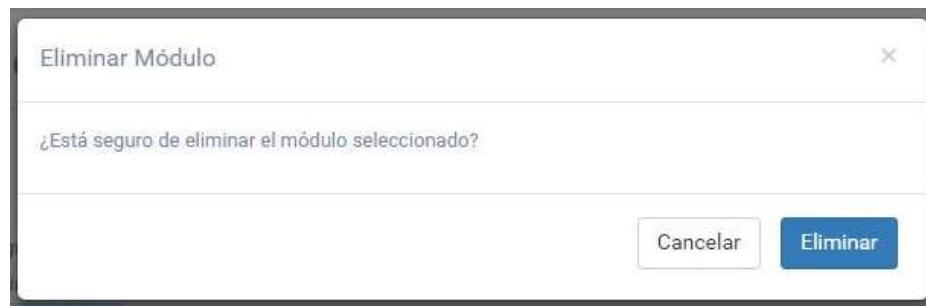 Eliminar Módulo
×
¿Está seguro de eliminar el módulo seleccionado?
Cancelar
Eliminar